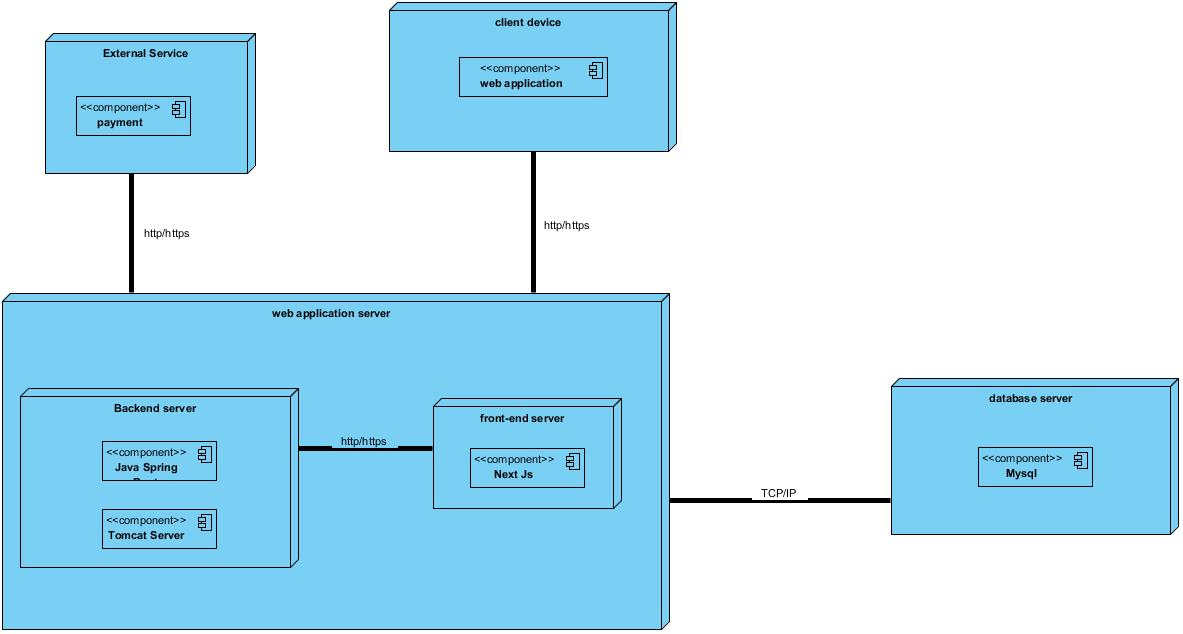 client device
<<component>>
web application
External Service
<<component>>
payment
http/https
http/https
web application server
Backend server
<<component>>
Java Spring
<<component>>
Tomcat Server
http/https
front-end server
<<component>>
Next Js
TCP/IP
database server
<<component>>
Mysql